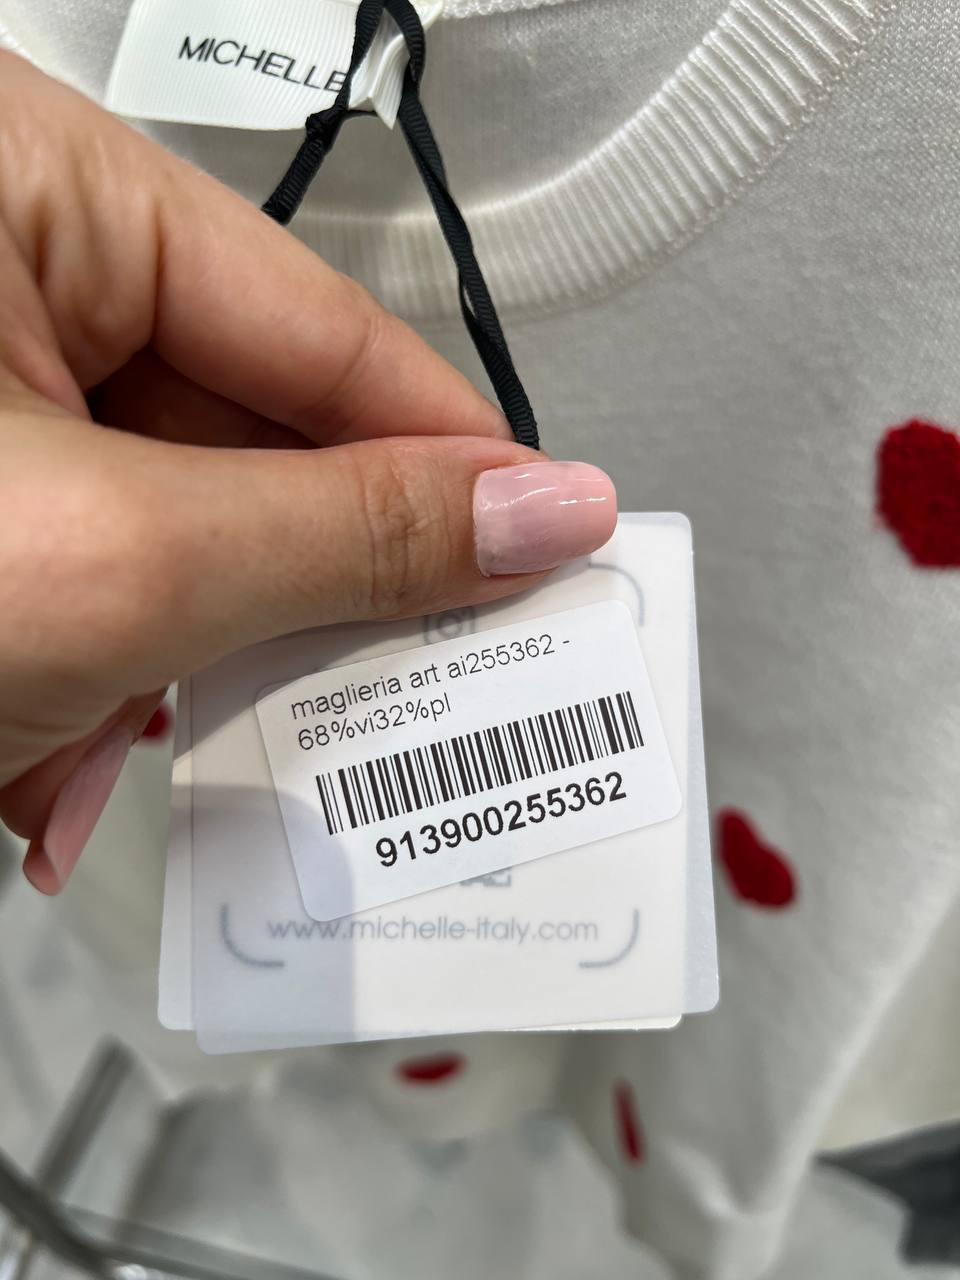 MICHELLE
maglieria art ai255362 -
68%vi32%pl
913900255362
www.michelle-italy.com